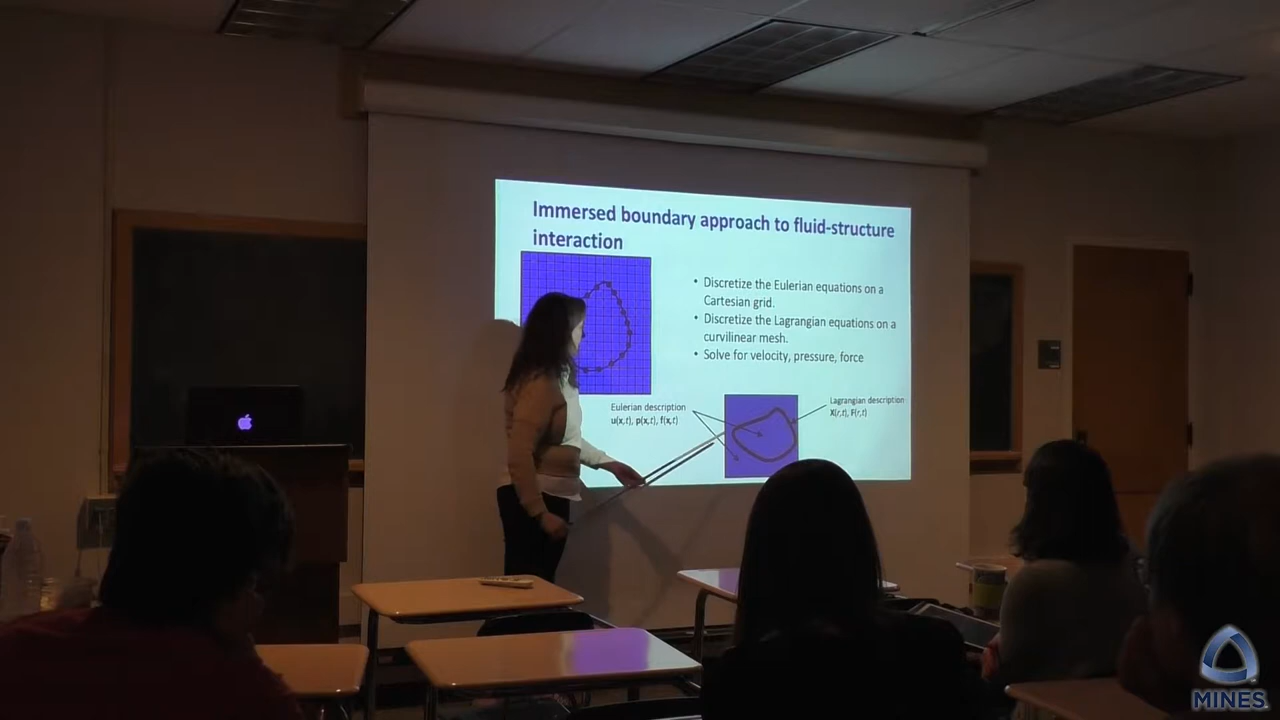 Immersed boundary approach to fluid-structure
interaction
• Discretize the Eulerian equations on a
Cartesian grid.
• Discretize the Lagrangian equations on a
curvilinear mesh.
• Solve for velocity, pressure, force
Eulerian description
u(x,t), p(x,t), f(x,t)
Lagrangian description
X(r,t), F(r,t)
MINES